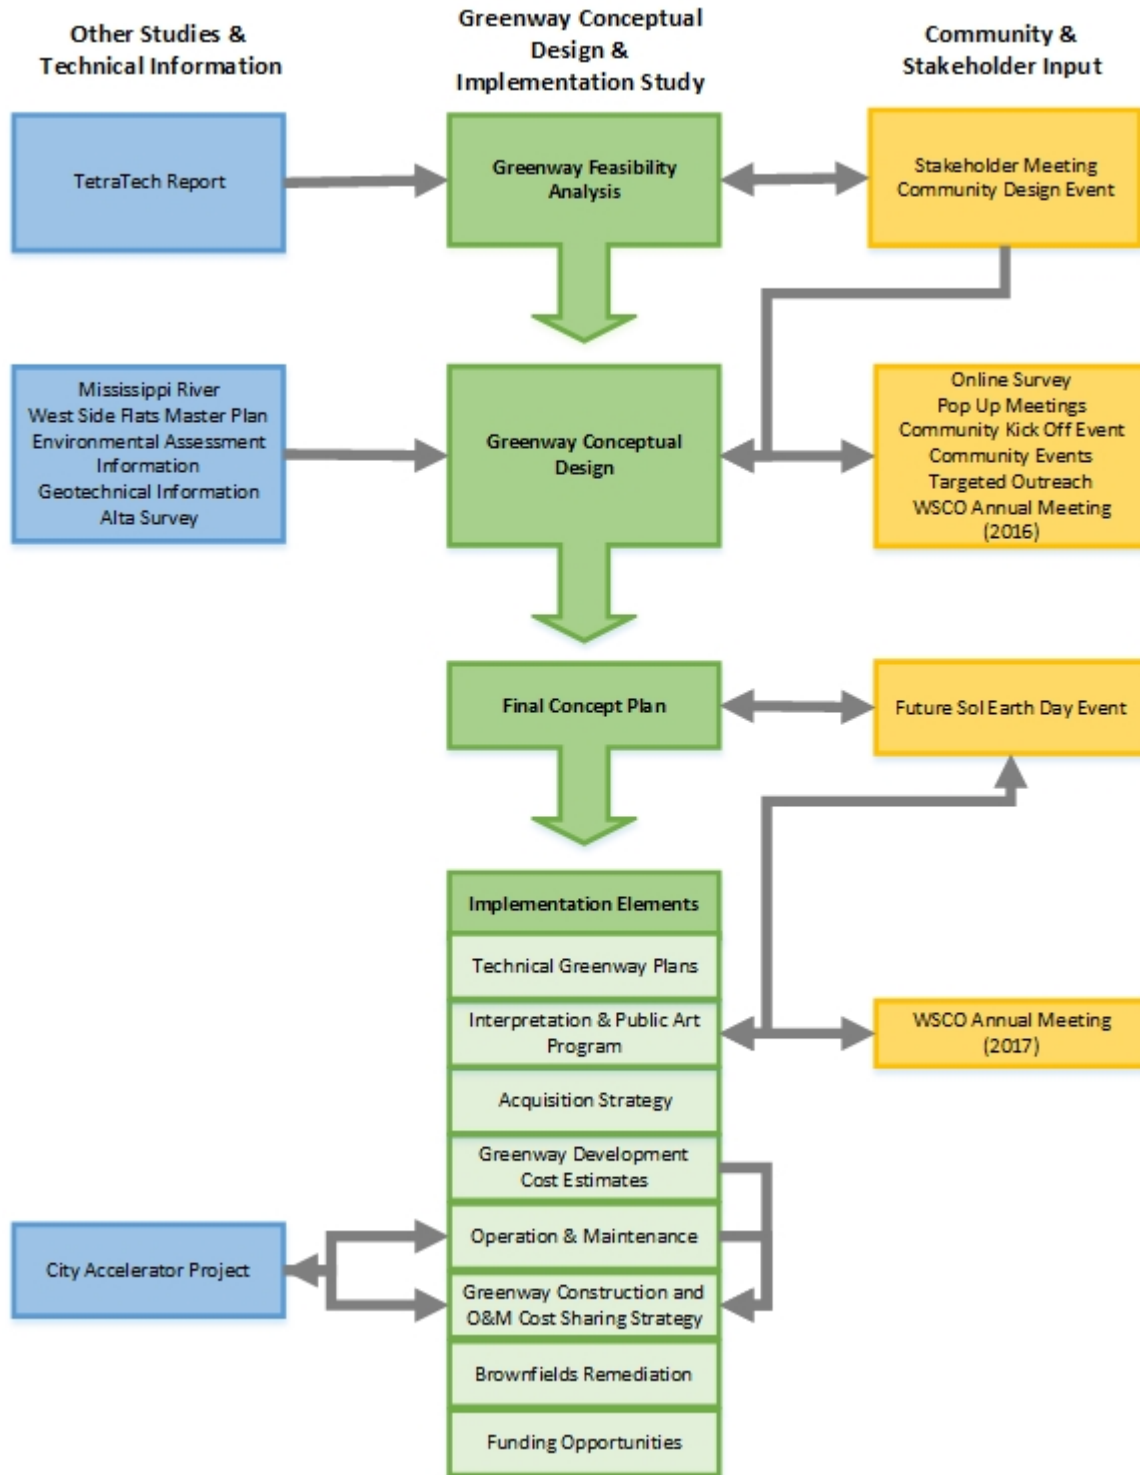 Other Studies &
Technical Information
Greenway Conceptual
Design &
Implementation Study
Community &
Stakeholder Input
TetraTech Report
Greenway Feasibility
Analysis
Stakeholder Meeting
Community Design Event
Mississippi River
West Side Flats Master Plan
Environmental Assessment
Information
Geotechnical Information
Alta Survey
Greenway Conceptual
Design
Online Survey
Pop Up Meetings
Community Kick Off Event
Community Events
Targeted Outreach
WSCO Annual Meeting
(2016)
Final Concept Plan
Future Sol Earth Day Event
Implementation Elements
Technical Greenway Plans
Interpretation & Public Art
Program
WSCO Annual Meeting
(2017)
Acquisition Strategy
Greenway Development
Cost Estimates
Operation & Maintenance
City Accelerator Project
Greenway Construction and
O&M Cost Sharing Strategy
Brownfields Remediation
Funding Opportunities